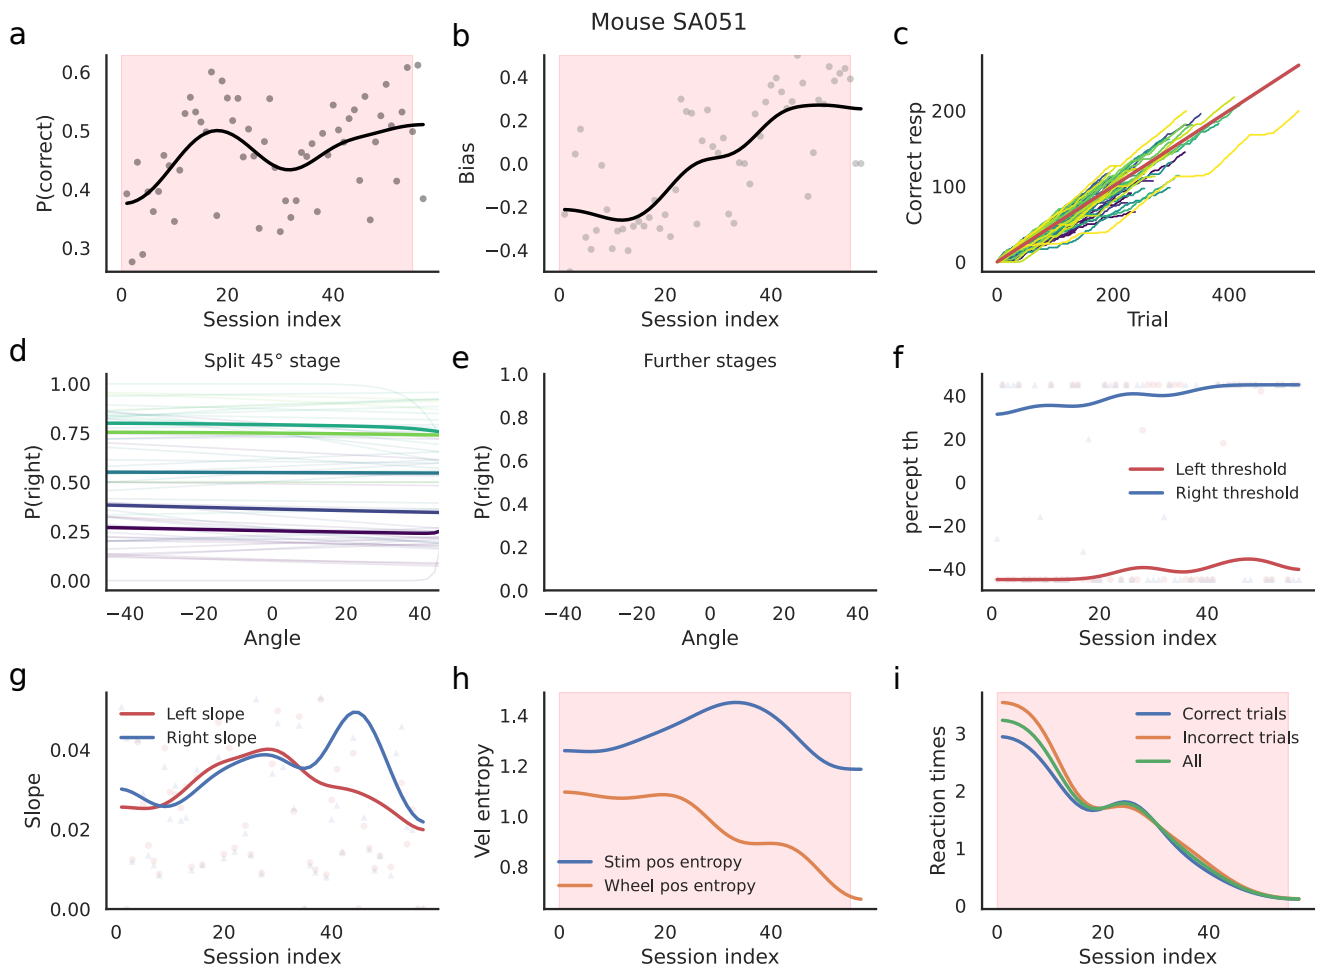 Mouse SA051
a
P(correct)
0.6
0.5
0.4
0.3
0
20
40
Session index
b
Bias
0.4
0.2
0.0
−0.2
−0.4
0
20
40
Session index
c
Correct resp
200
100
0
0
200
400
Trial
d
Split 45° stage
P(right)
1.00
0.75
0.50
0.25
0.00
−40
−20
0
20
40
Angle
e
Further stages
P(right)
1.0
0.8
0.6
0.4
0.2
0.0
−40
−20
0
20
40
Angle
f
percept th
40
20
0
−20
−40
Left threshold
Right threshold
0
20
40
Session index
g
Slope
0.04
0.02
0.00
Left slope
Right slope
0
20
40
Session index
h
Vel entropy
1.4
1.2
1.0
0.8
Stim pos entropy
Wheel pos entropy
0
20
40
Session index
i
Reaction times
3
2
1
0
Correct trials
Incorrect trials
All
0
20
40
Session index